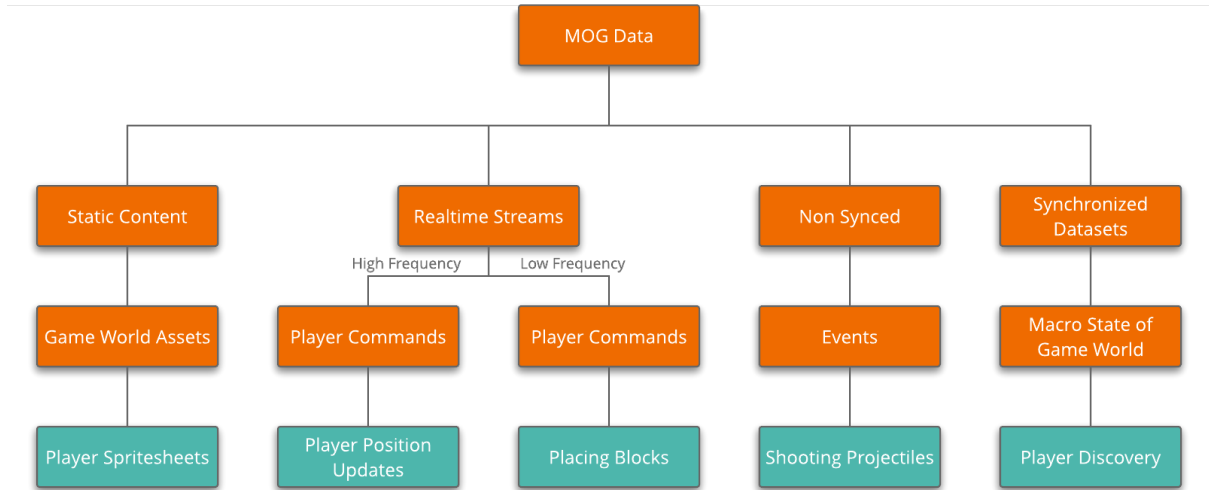 MOG Data
Static Content
Realtime Streams
Non Synced
Synchronized
Datasets
High Frequency
Low Frequency
Game World Assets
Player Commands
Player Commands
Events
Macro State of
Game World
Player Spritesheets
Player Position
Updates
Placing Blocks
Shooting Projectiles
Player Discovery